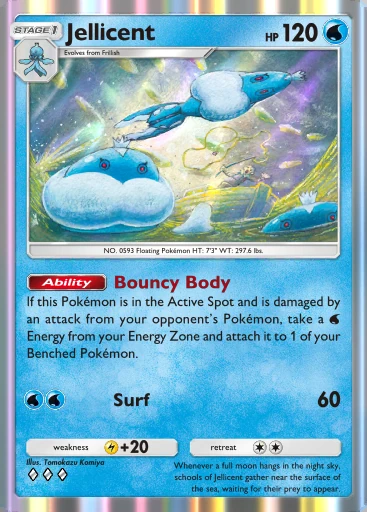 STAGE 1
Jellicent
HP 120
Evolves from Frillish
NO. 0593 Floating Pokémon HT: 7'3" WT: 297.6 lbs.
Ability Bouncy Body
If this Pokémon is in the Active Spot and is damaged by
an attack from your opponent's Pokémon, take a
Energy from your Energy Zone and attach it to 1 of your
Benched Pokémon.
Surf 60
weakness +20 retreat
Illus. Tomokazu Komiya
Whenever a full moon hangs in the night sky,
schools of Jellicent gather near the surface of
the sea, waiting for their prey to appear.